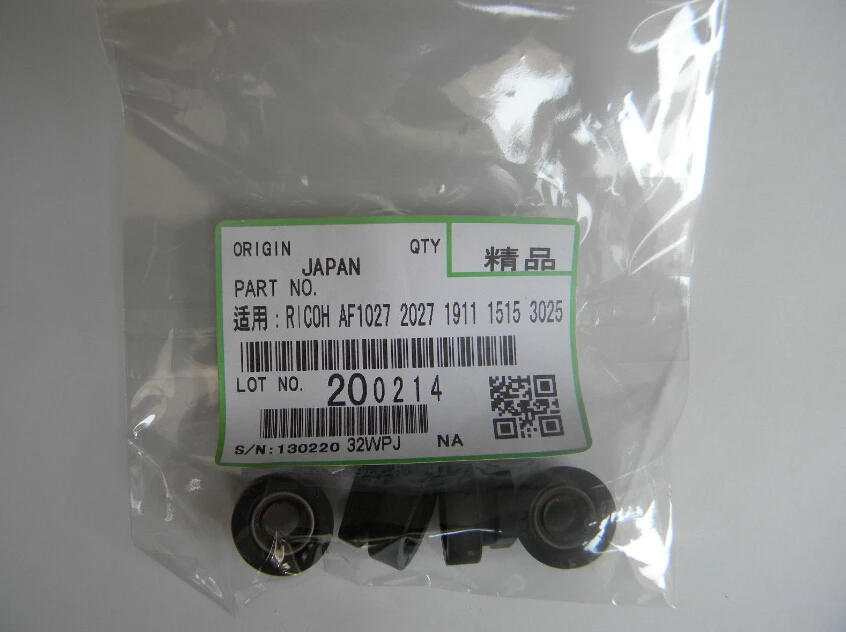 ORIGIN QTY 精品
JAPAN
PART NO.
适用：RICOH AF1027 2027 1911 1515 3025
LOT NO. 200214
S/N:130220 32WPJ NA